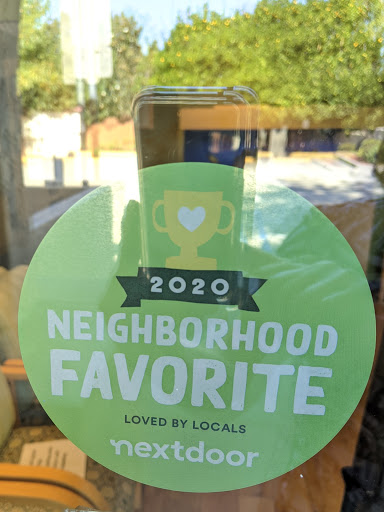 2020
NEIGHBORHOOD
FAVORITE
LOVED BY LOCALS
nextdoor